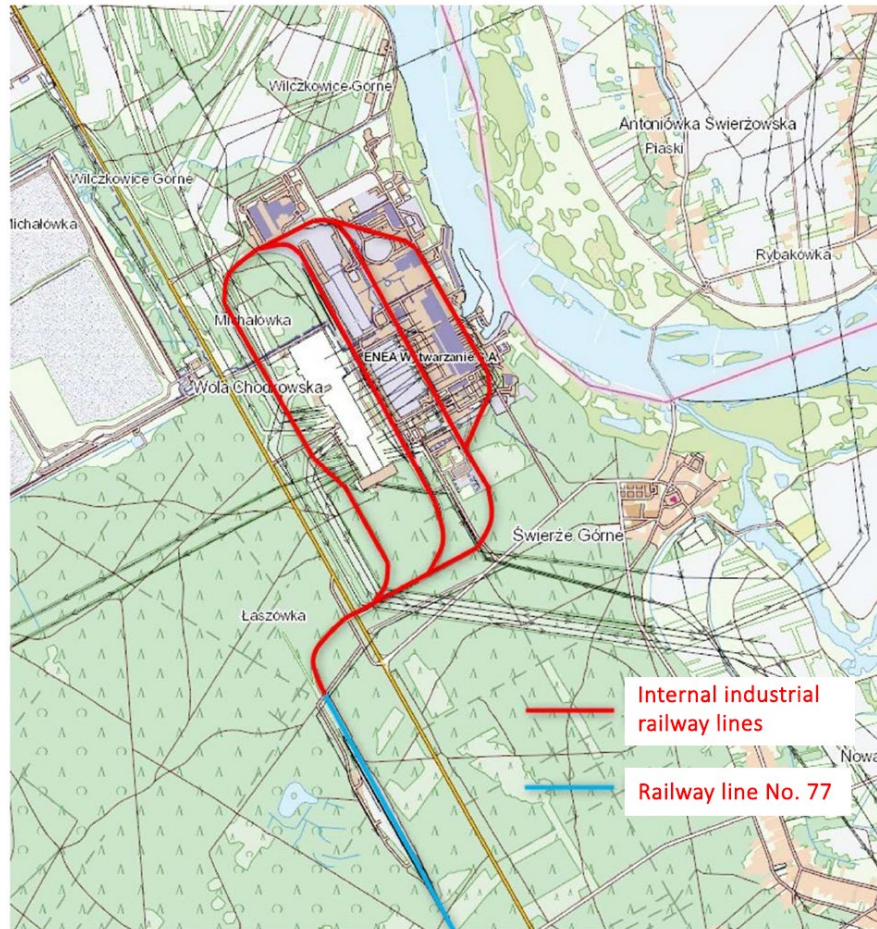 Wilczkowice Górne
Antoniówka Świerżowska
Piaski
Wilczkowice Górne
Michałówka
Rybakówka
Michałówka
ENEA Wytwarzanie S.A
Wola Chodkowska
Świerże Górne
Łaszówka
Internal industrial
railway lines
Nowa
Railway line No. 77